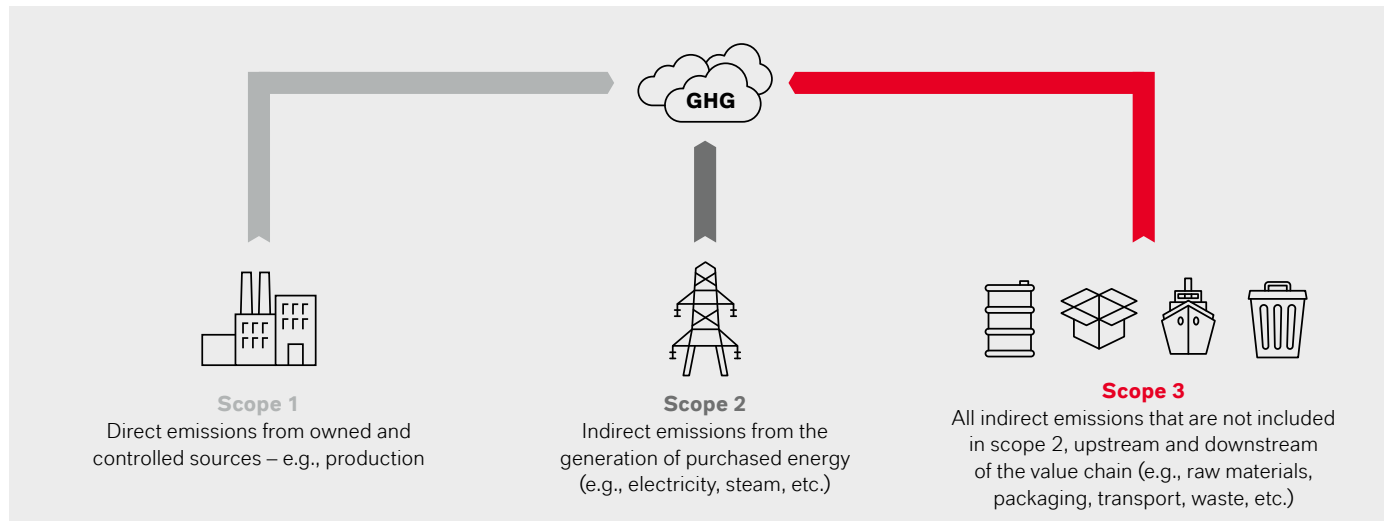 GHG
Scope 1
Direct emissions from owned and
controlled sources – e.g., production
Scope 2
Indirect emissions from the
generation of purchased energy
(e.g., electricity, steam, etc.)
Scope 3
All indirect emissions that are not included
in scope 2, upstream and downstream
of the value chain (e.g., raw materials,
packaging, transport, waste, etc.)